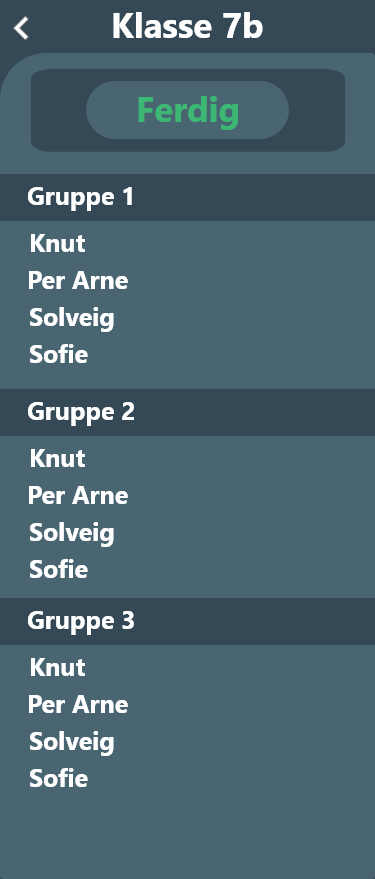 Klasse 7b
Ferdig
Gruppe 1
Knut
Per Arne
Solveig
Sofie
Gruppe 2
Knut
Per Arne
Solveig
Sofie
Gruppe 3
Knut
Per Arne
Solveig
Sofie